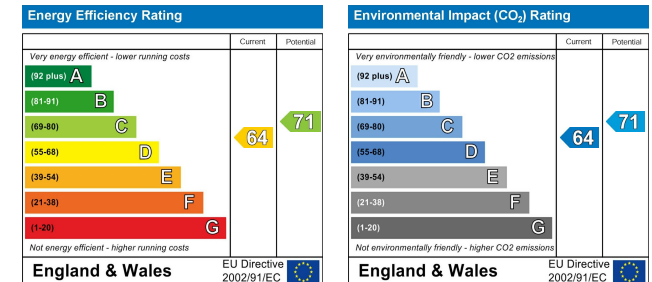 Energy Efficiency Rating
Current Potential
Very energy efficient - lower running costs
(92 plus) A
(81-91) B
(69-80) C
(55-68) D
(39-54) E
(21-38) F
(1-20) G
64
71
Not energy efficient - higher running costs
England & Wales
EU Directive
2002/91/EC
Environmental Impact (CO₂) Rating
Current Potential
Very environmentally friendly - lower CO2 emissions
(92 plus) A
(81-91) B
(69-80) C
(55-68) D
(39-54) E
(21-38) F
(1-20) G
64
71
Not environmentally friendly - higher CO2 emissions
England & Wales
EU Directive
2002/91/EC